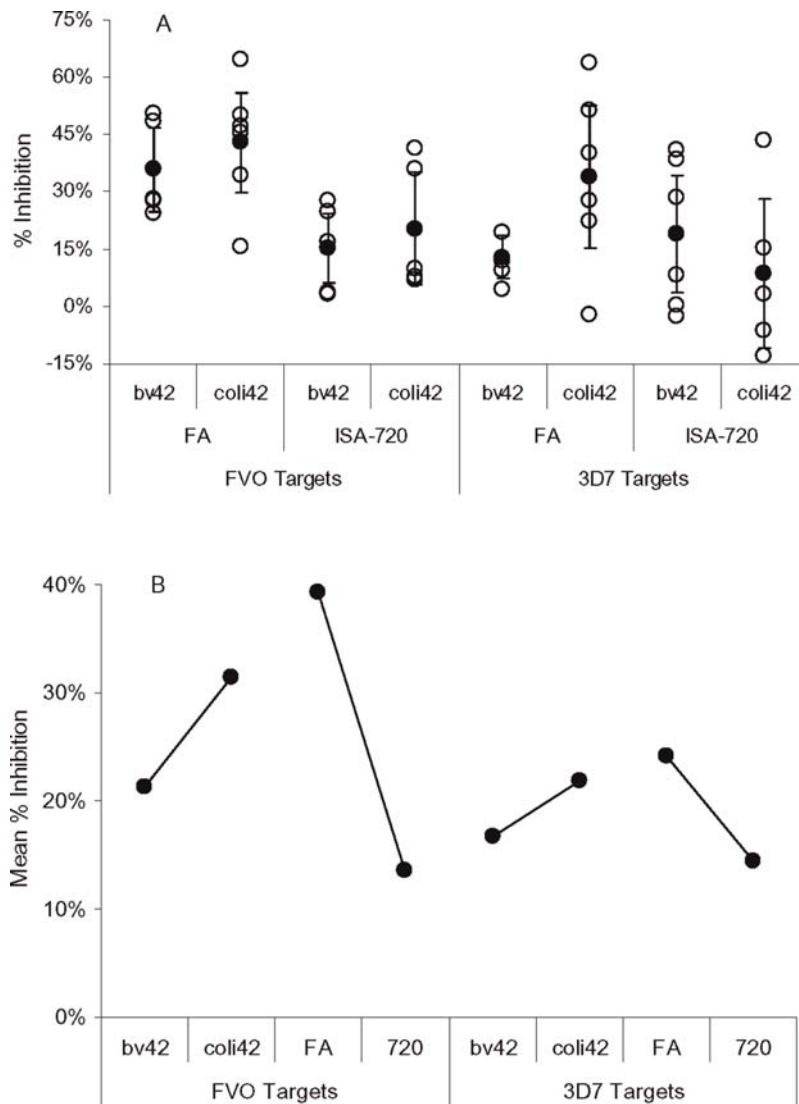 A
75%
60%
45%
30%
15%
0%
-15%
% Inhibition
bv42 coli42 bv42 coli42 bv42 coli42 bv42 coli42
FA ISA-720 FA ISA-720
FVO Targets 3D7 Targets
B
40%
30%
20%
10%
0%
Mean % Inhibition
bv42 coli42 FA 720 bv42 coli42 FA 720
FVO Targets 3D7 Targets